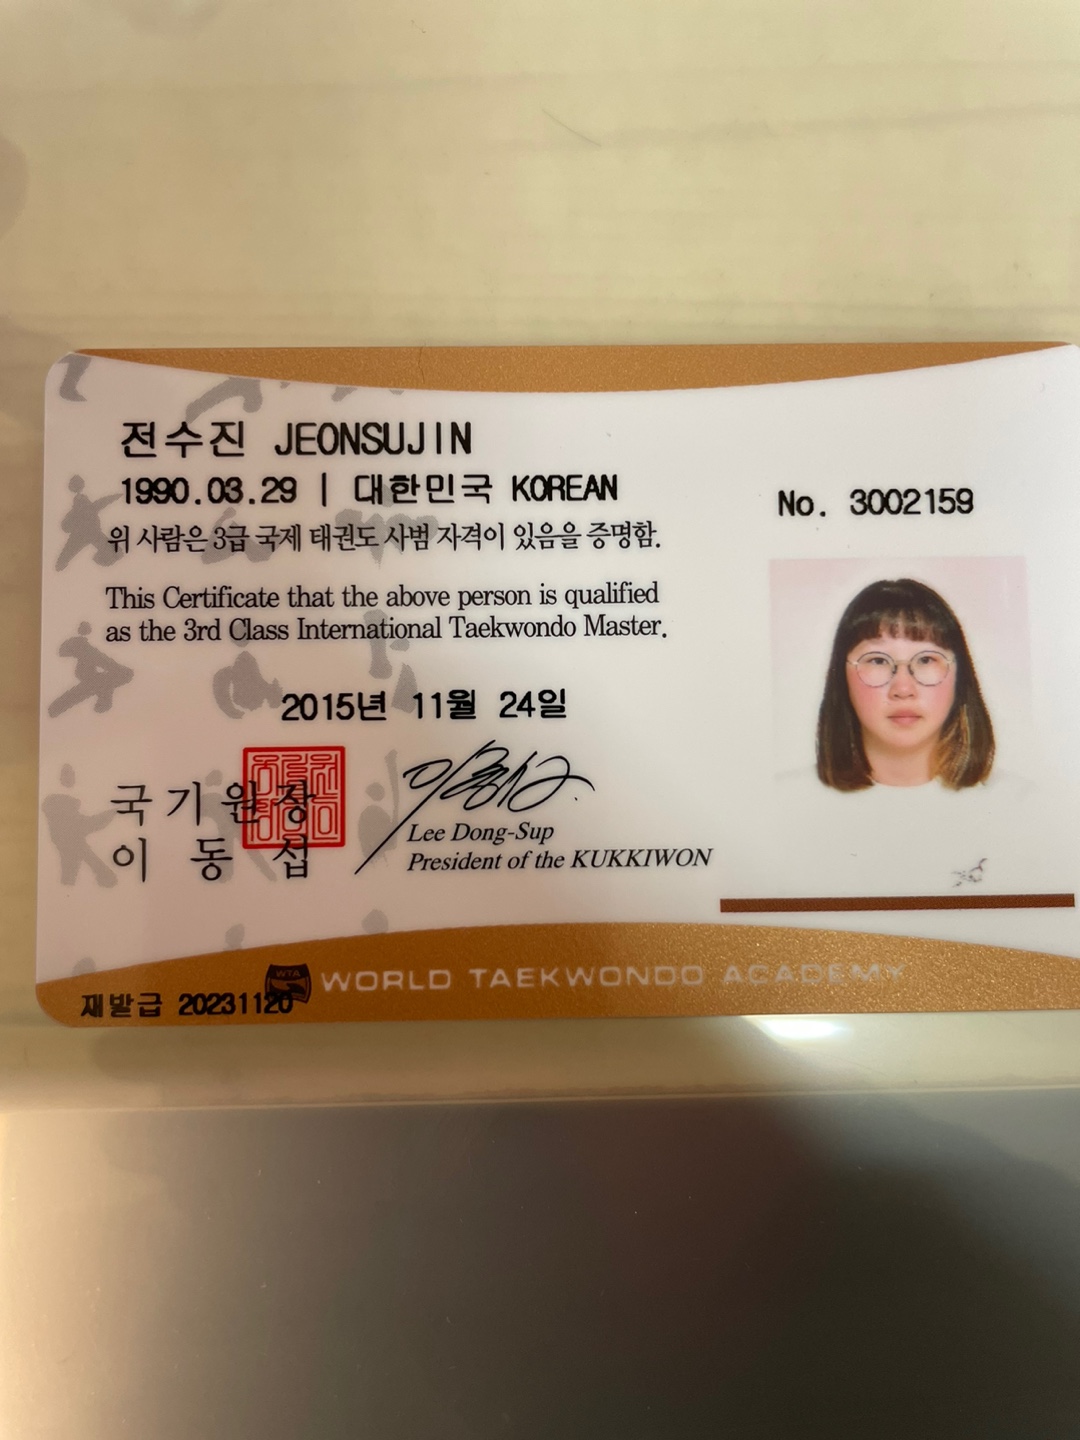 전수진 JEONSUJIN
1990.03.29 | 대한민국 KOREAN
No. 3002159
위 사람은 3급 국제 태권도 사범 자격이 있음을 증명함.
This Certificate that the above person is qualified
as the 3rd Class International Taekwondo Master.
2015년 11월 24일
국기원장
이동섭
Lee Dong-Sup
President of the KUKKIWON
WTA WORLD TAEKWONDO ACADEMY
재발급 20231120